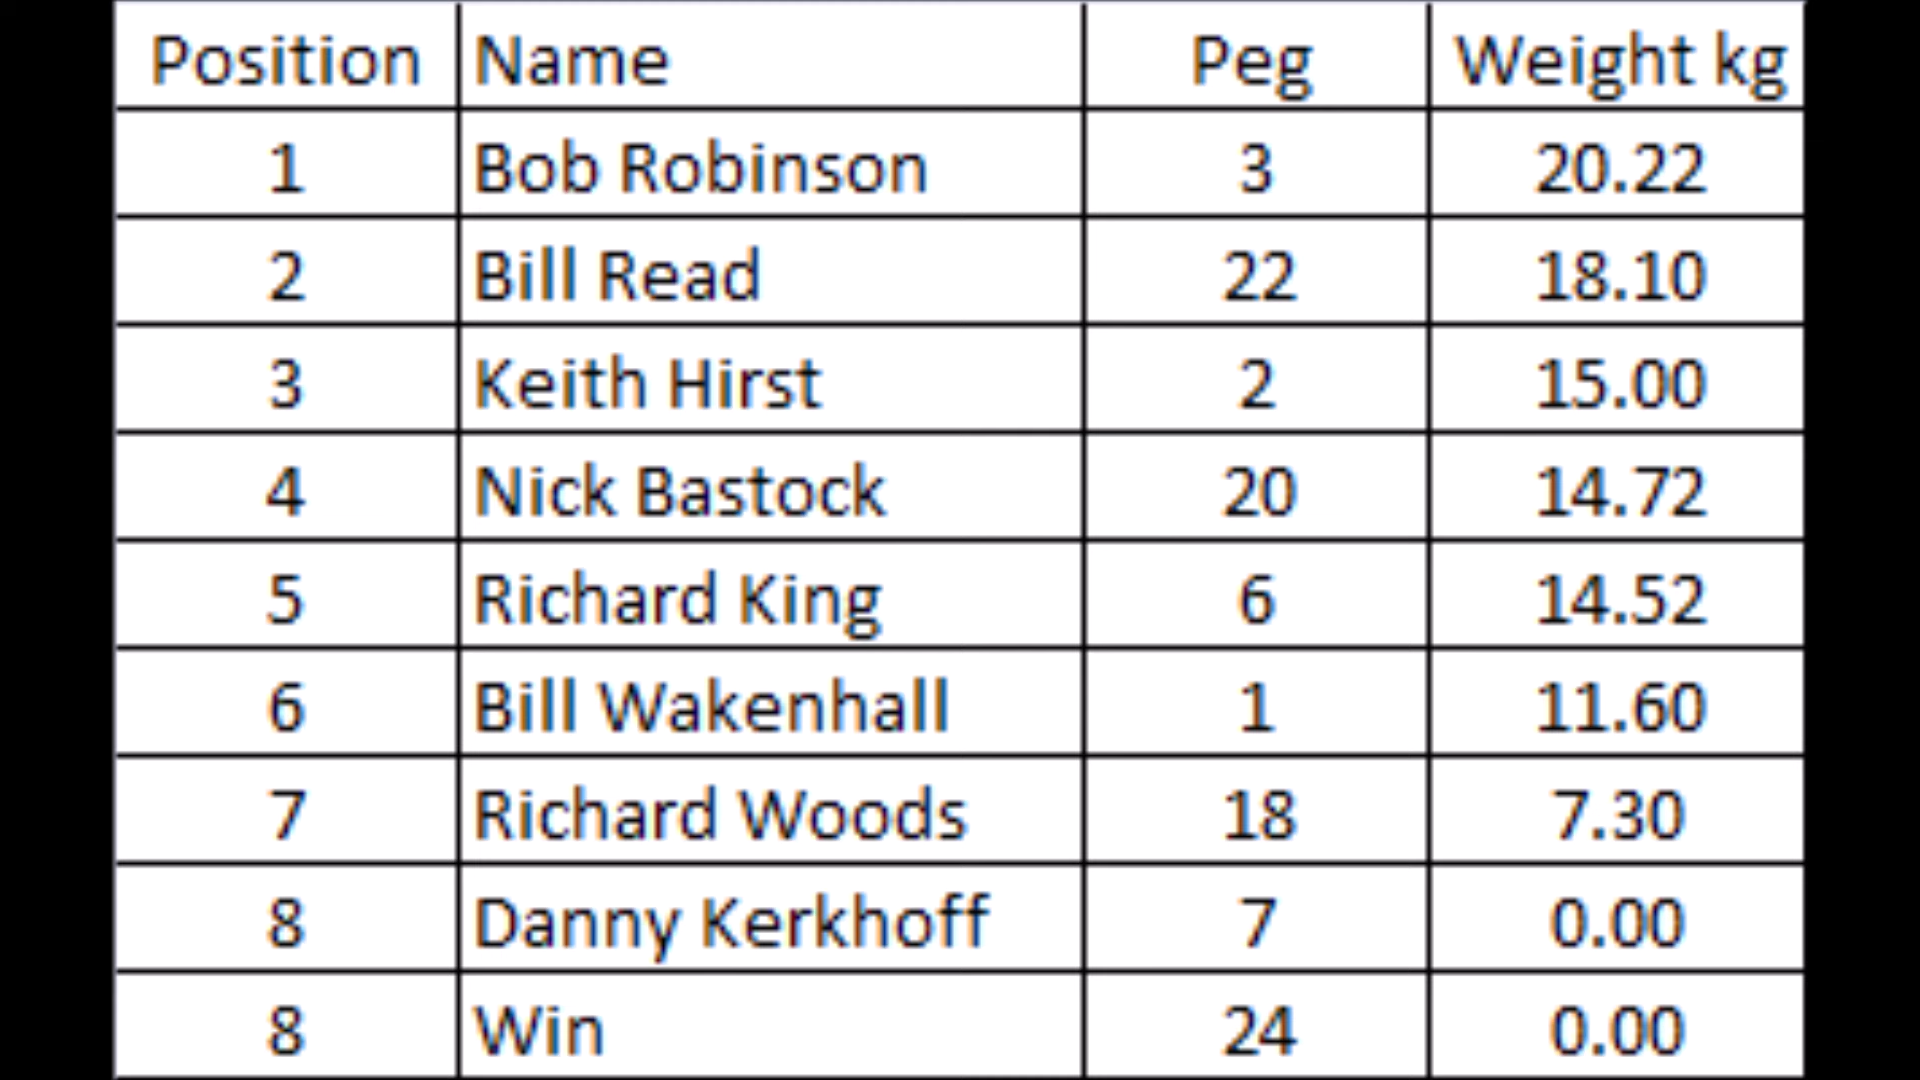 Position Name Peg Weight kg
1 Bob Robinson 3 20.22
2 Bill Read 22 18.10
3 Keith Hirst 2 15.00
4 Nick Bastock 20 14.72
5 Richard King 6 14.52
6 Bill Wakenhall 1 11.60
7 Richard Woods 18 7.30
8 Danny Kerkhoff 7 0.00
8 Win 24 0.00